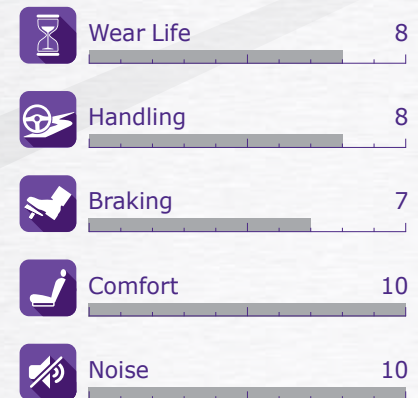 Wear Life 8
Handling 8
Braking 7
Comfort 10
Noise 10